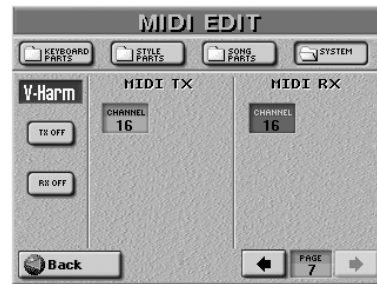 MIDI EDIT
KEYBOARD PARTS
STYLE PARTS
SONG PARTS
SYSTEM
V-Harm
MIDI TX
MIDI RX
CHANNEL
16
CHANNEL
16
TX OFF
RX OFF
Back
PAGE
7